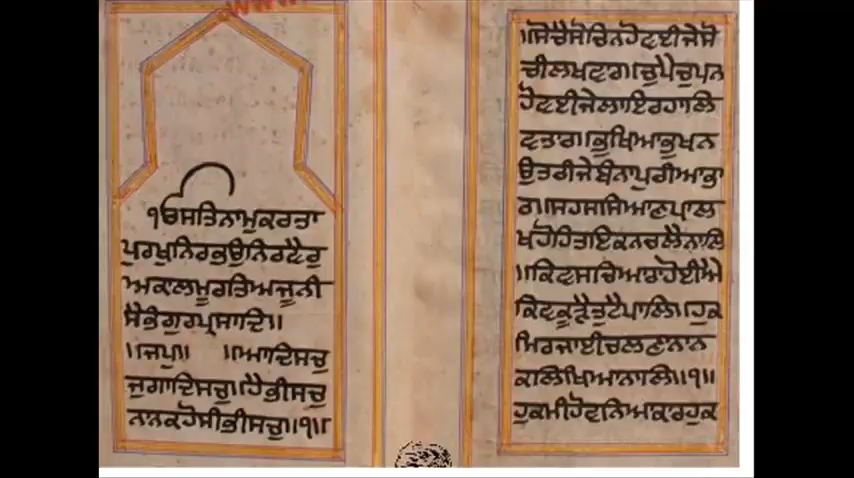 ੴਸਤਿਨਾਮੁਕਰਤਾ
ਪੁਰਖੁਨਿਰਭਉਨਿਰਵੈਰੁ
ਅਕਾਲਮੂਰਤਿਅਜੂਨੀ
ਸੈਭੰਗੁਰਪ੍ਰਸਾਦਿ॥
॥ਜਪੁ॥ ॥ਆਦਿਸਚੁ
ਜੁਗਾਦਿਸਚੁ॥ਹੈਭੀਸਚੁ
ਨਾਨਕਹੋਸੀਭੀਸਚੁ॥੧॥
॥ਸੋਚੈਸੋਚਿਨਹੋਵਈਜੇਸੋ
ਚੀਲਖਵਾਰ॥ਚੁਪੈਚੁਪਨ
ਹੋਵਈਜੇਲਾਇਰਹਾਲਿ
ਵਤਾਰ॥ਭੁਖਿਆਭੁਖਨ
ਉਤਰੀਜੇਬੰਨਾਪੁਰੀਆਭਾ
ਰ॥ਸਹਸਸਿਆਣਪਾਲ
ਖਹੋਹਿਤਾਇਕਨਚਲੈਨਾਲਿ
॥ਕਿਵਸਚਿਆਰਾਹੋਈਐ
ਕਿਵਕੂੜੈਤੁਟੈਪਾਲਿ॥ਹੁਕ
ਮਿਰਜਾਈਚਲਣਾਨਾਨ
ਕਲਿਖਿਆਨਾਲਿ॥੧॥
ਹੁਕਮੀਹੋਵਨਿਆਕਾਰਹੁਕ